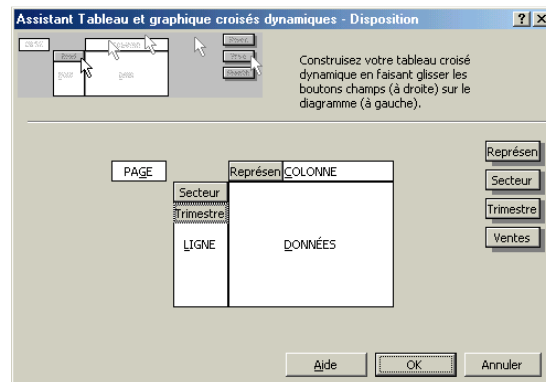 Assistant Tableau et graphique croisés dynamiques - Disposition
Construisez votre tableau croisé
dynamique en faisant glisser les
boutons champs (à droite) sur le
diagramme (à gauche).
Représen
PAGE
Représen COLONNE
Secteur
Secteur
Trimestre
Trimestre
LIGNE
DONNÉES
Ventes
Aide
OK
Annuler